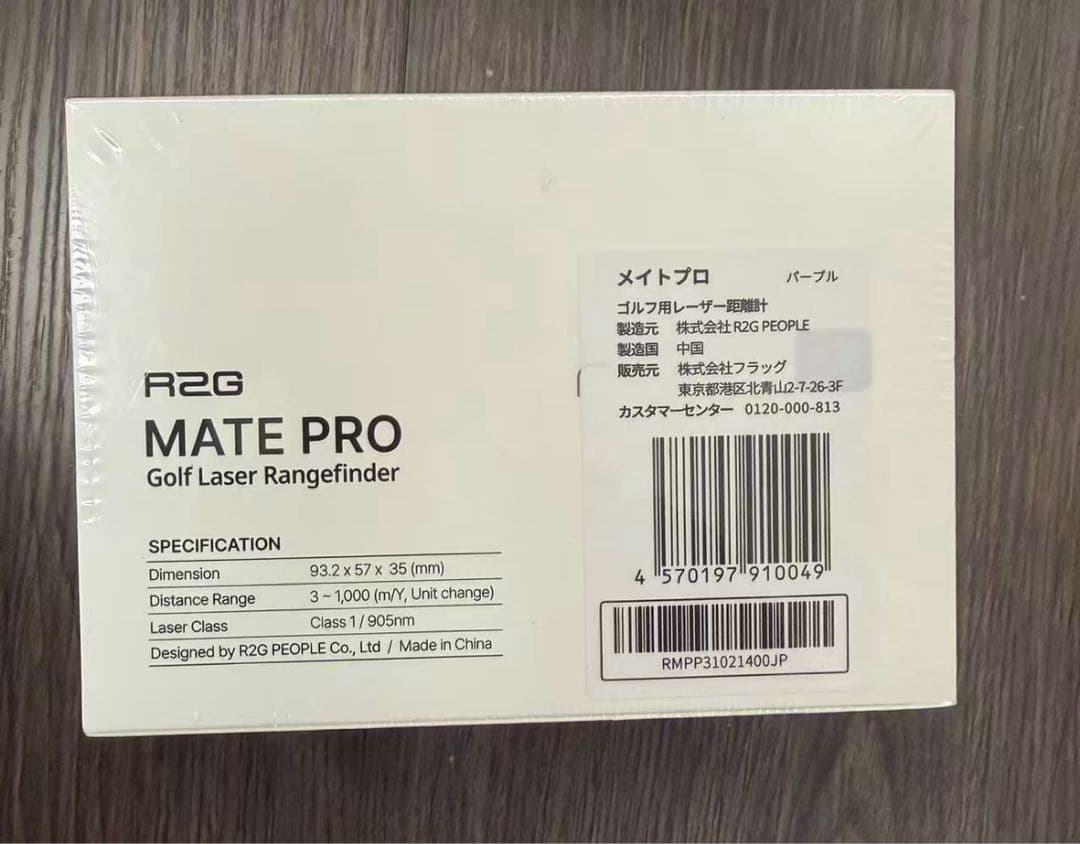 R2G
MATE PRO
Golf Laser Rangefinder
SPECIFICATION
Dimension 93.2 x 57 x 35 (mm)
Distance Range 3 ~ 1,000 (m/Y, Unit change)
Laser Class Class 1 / 905nm
Designed by R2G PEOPLE Co., Ltd / Made in China
メイトプロ パープル
ゴルフ用レーザー距離計
製造元 株式会社R2G PEOPLE
製造国 中国
販売元 株式会社フラッグ
東京都港区北青山2-7-26-3F
カスタマーセンター 0120-000-813
4 570197 910049
RMPP31021400JP